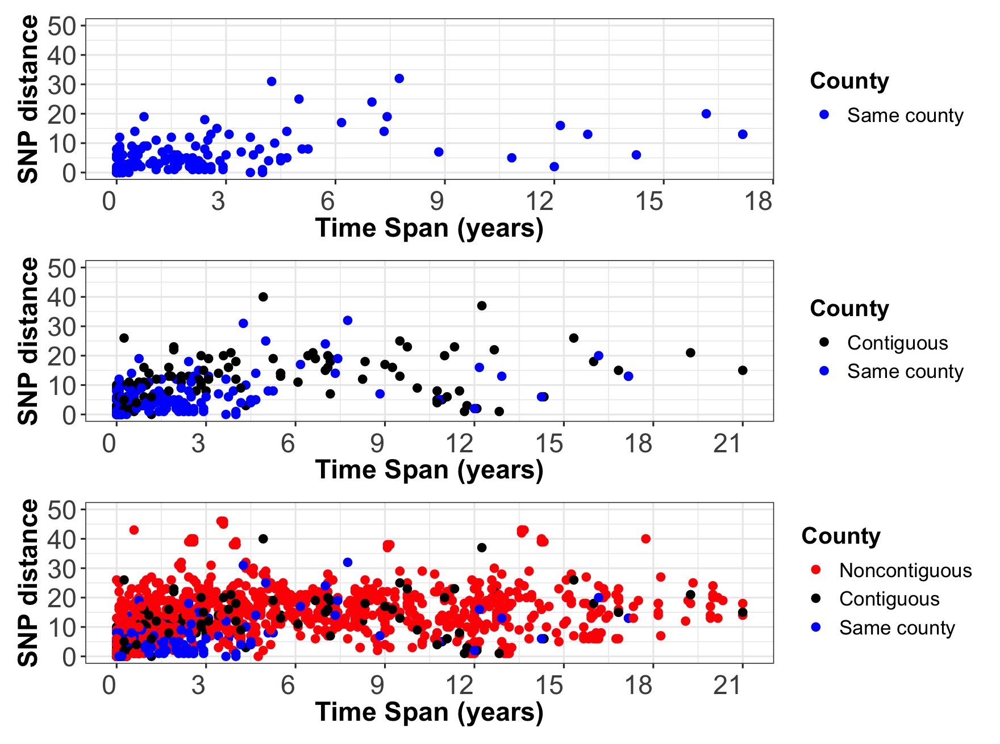 SNP distance
50
40
30
20
10
0
0 3 6 9 12 15 18
Time Span (years)
County
Same county
SNP distance
50
40
30
20
10
0
0 3 6 9 12 15 18 21
Time Span (years)
County
Contiguous
Same county
SNP distance
50
40
30
20
10
0
0 3 6 9 12 15 18 21
Time Span (years)
County
Noncontiguous
Contiguous
Same county